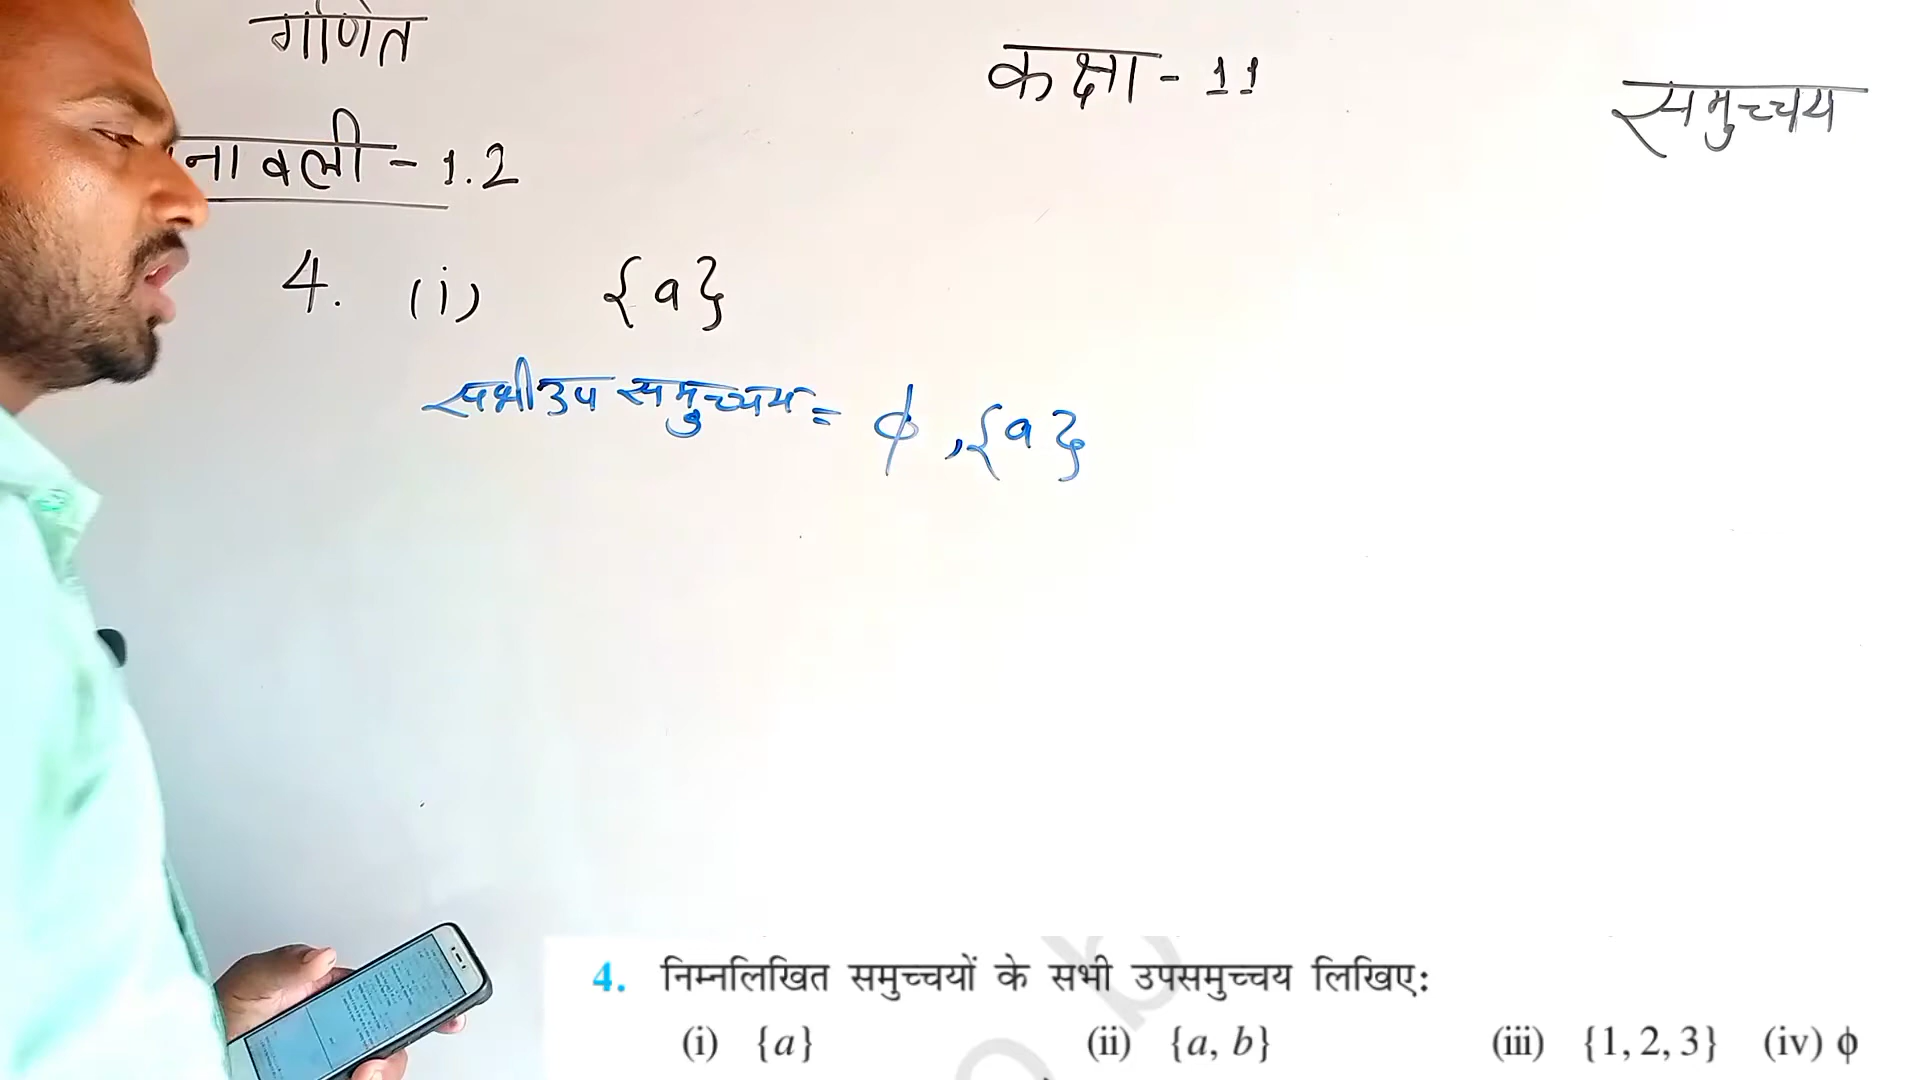 गणित
कक्षा - 11
समुच्चय
नावली - 1.2
4. (i) {a}
सभी उप समुच्चय = ϕ, {a}
4. निम्नलिखित समुच्चयों के सभी उपसमुच्चय लिखिए:
(i) {a} (ii) {a, b} (iii) {1, 2, 3} (iv) ϕ